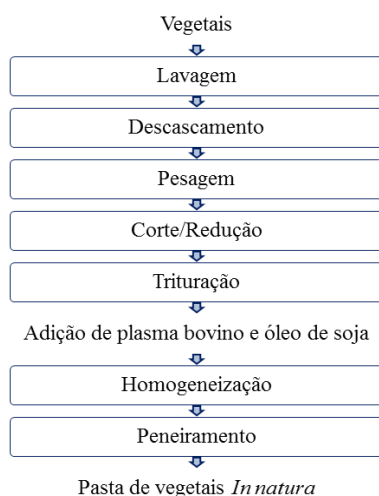 Vegetais
Lavagem
Descascamento
Pesagem
Corte/Redução
Trituração
Adição de plasma bovino e óleo de soja
Homogeneização
Peneiramento
Pasta de vegetais In natura